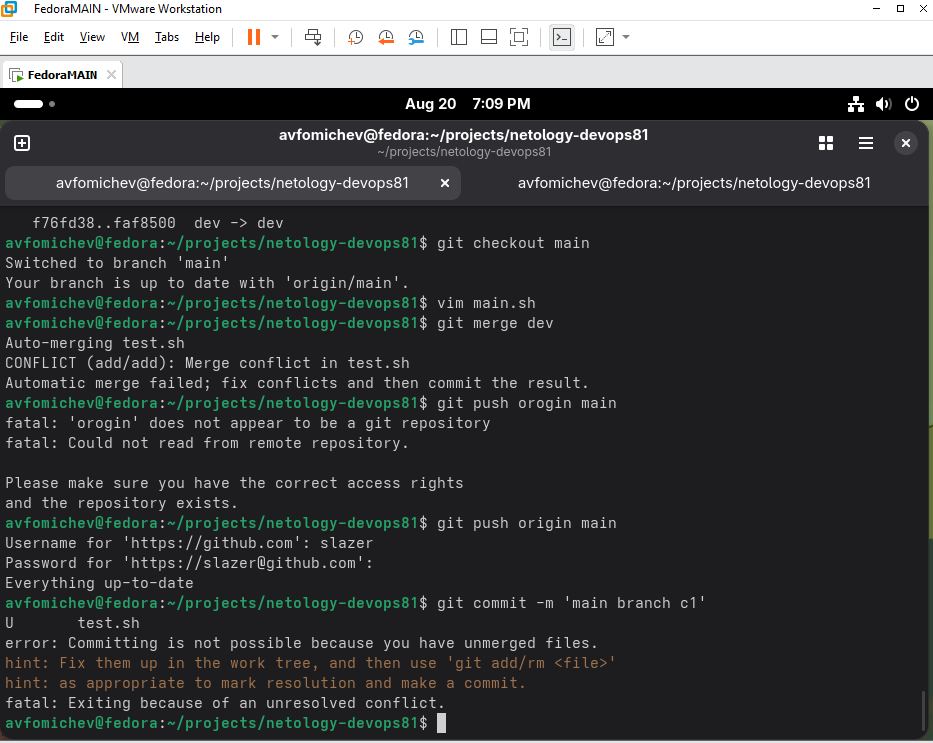 FedoraMAIN - VMware Workstation
File Edit View VM Tabs Help
FedoraMAIN
Aug 20 7:09 PM
avfomichev@fedora:~/projects/netology-devops81
~/projects/netology-devops81
avfomichev@fedora:~/projects/netology-devops81 avfomichev@fedora:~/projects/netology-devops81
f76fd38..faf8500 dev -> dev
avfomichev@fedora:~/projects/netology-devops81$ git checkout main
Switched to branch 'main'
Your branch is up to date with 'origin/main'.
avfomichev@fedora:~/projects/netology-devops81$ vim main.sh
avfomichev@fedora:~/projects/netology-devops81$ git merge dev
Auto-merging test.sh
CONFLICT (add/add): Merge conflict in test.sh
Automatic merge failed; fix conflicts and then commit the result.
avfomichev@fedora:~/projects/netology-devops81$ git push orogin main
fatal: 'orogin' does not appear to be a git repository
fatal: Could not read from remote repository.
Please make sure you have the correct access rights
and the repository exists.
avfomichev@fedora:~/projects/netology-devops81$ git push origin main
Username for 'https://github.com': slazer
Password for 'https://slazer@github.com':
Everything up-to-date
avfomichev@fedora:~/projects/netology-devops81$ git commit -m 'main branch c1'
U test.sh
error: Committing is not possible because you have unmerged files.
hint: Fix them up in the work tree, and then use 'git add/rm <file>'
hint: as appropriate to mark resolution and make a commit.
fatal: Exiting because of an unresolved conflict.
avfomichev@fedora:~/projects/netology-devops81$